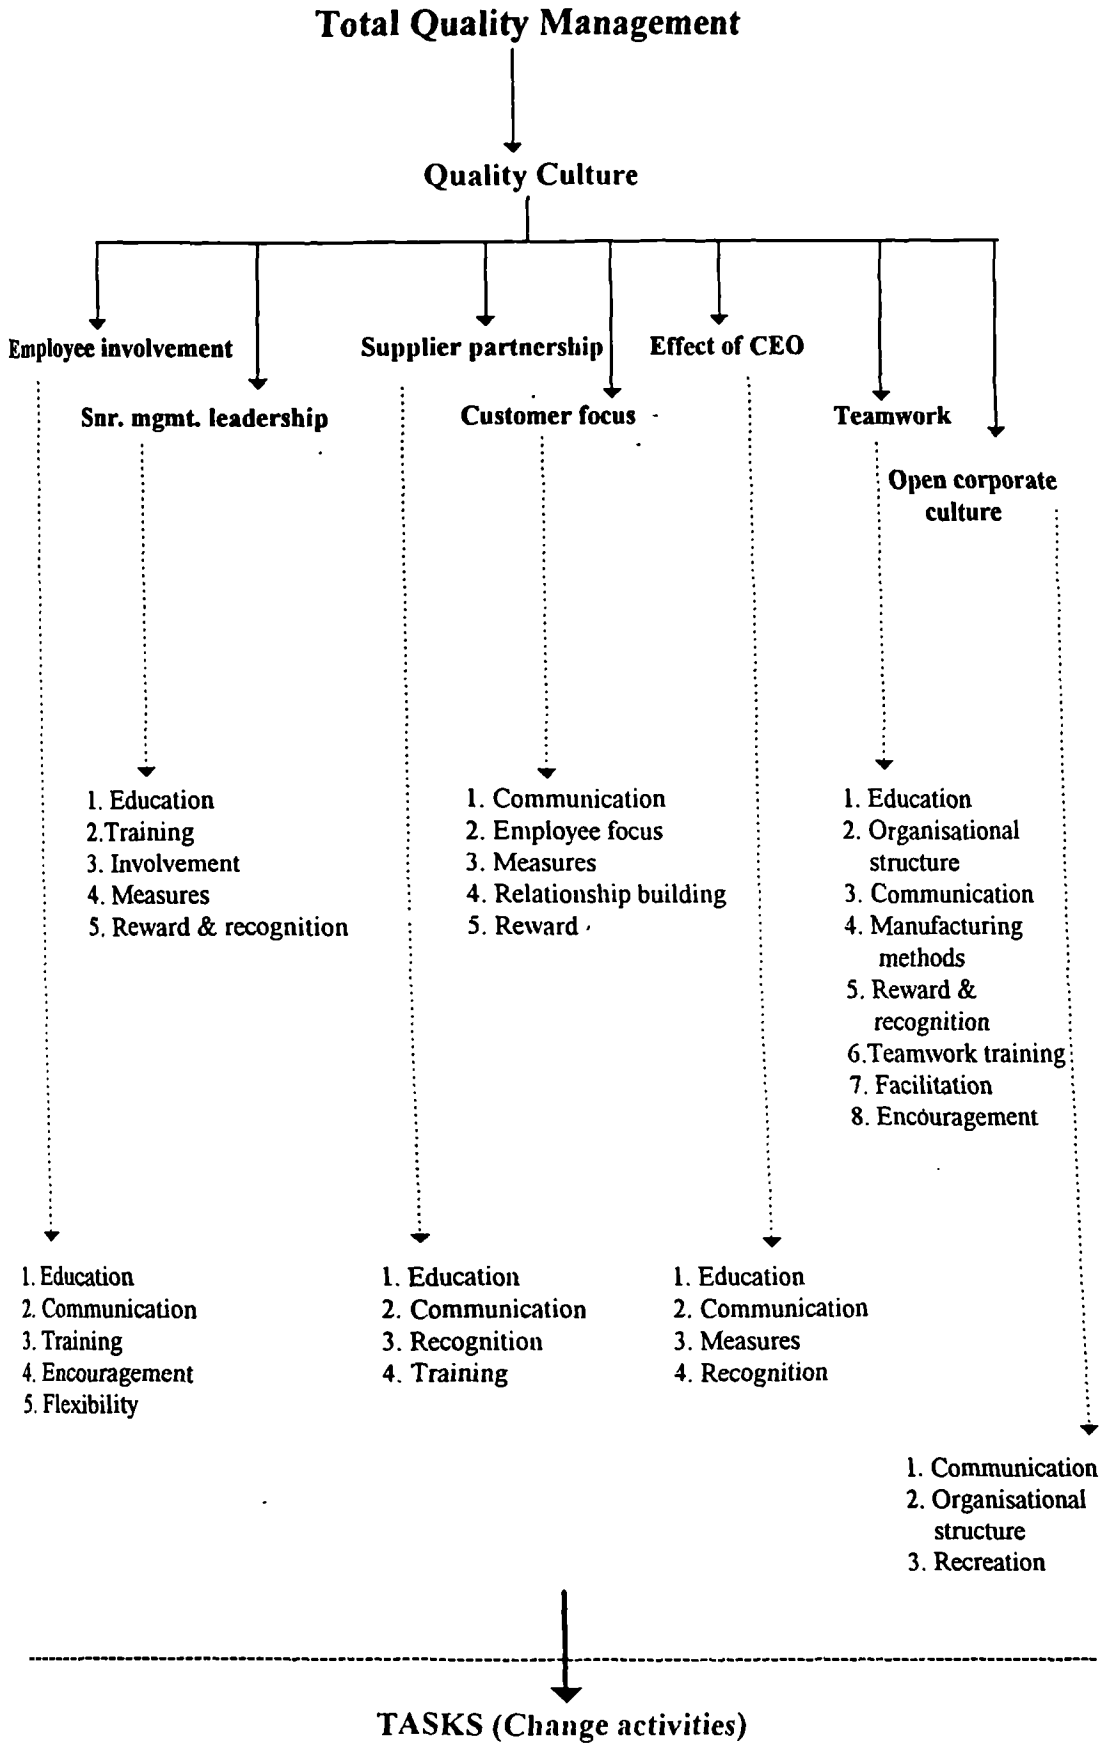 Total Quality Management
Quality Culture
Employee involvement
Supplier partnership
Effect of CEO
Snr. mgmt. leadership
Customer focus
Teamwork
Open corporate
culture
1. Education
2.Training
3. Involvement
4. Measures
5. Reward & recognition
1. Communication
2. Employee focus
3. Measures
4. Relationship building
5. Reward
1. Education
2. Organisational
structure
3. Communication
4. Manufacturing
methods
5. Reward &
recognition
6.Teamwork training
7. Facilitation
8. Encouragement
1. Education
2. Communication
3. Training
4. Encouragement
5. Flexibility
1. Education
2. Communication
3. Recognition
4. Training
1. Education
2. Communication
3. Measures
4. Recognition
1. Communication
2. Organisational
structure
3. Recreation
TASKS (Change activities)